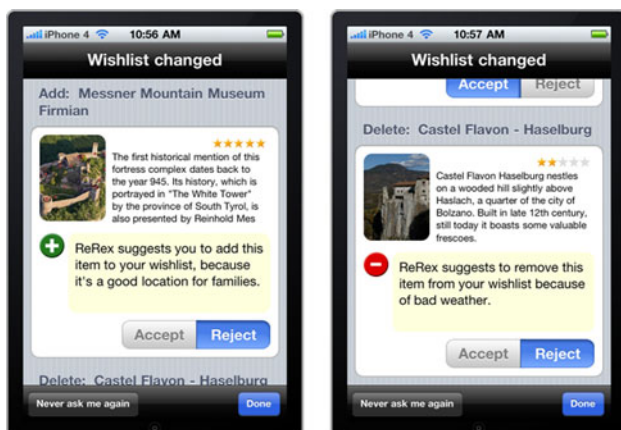 iPhone 4 10:56 AM
Wishlist changed
Add: Messner Mountain Museum
Firmian
The first historical mention of this
fortress complex dates back to
the year 945. Its history, which is
portrayed in "The White Tower"
by the province of South Tyrol, is
also presented by Reinhold Mes
ReRex suggests you to add this
item to your wishlist, because
it's a good location for families.
Accept Reject
Delete: Castel Flavon - Haselburg
Never ask me again Done
iPhone 4 10:57 AM
Wishlist changed
Accept Reject
Delete: Castel Flavon - Haselburg
Castel Flavon Haselburg nestles
on a wooded hill slightly above
Haslach, a quarter of the city of
Bolzano. Built in late 12th century,
still today it boasts some valuable
frescoes.
ReRex suggests to remove this
item from your wishlist because
of bad weather.
Accept Reject
Never ask me again Done